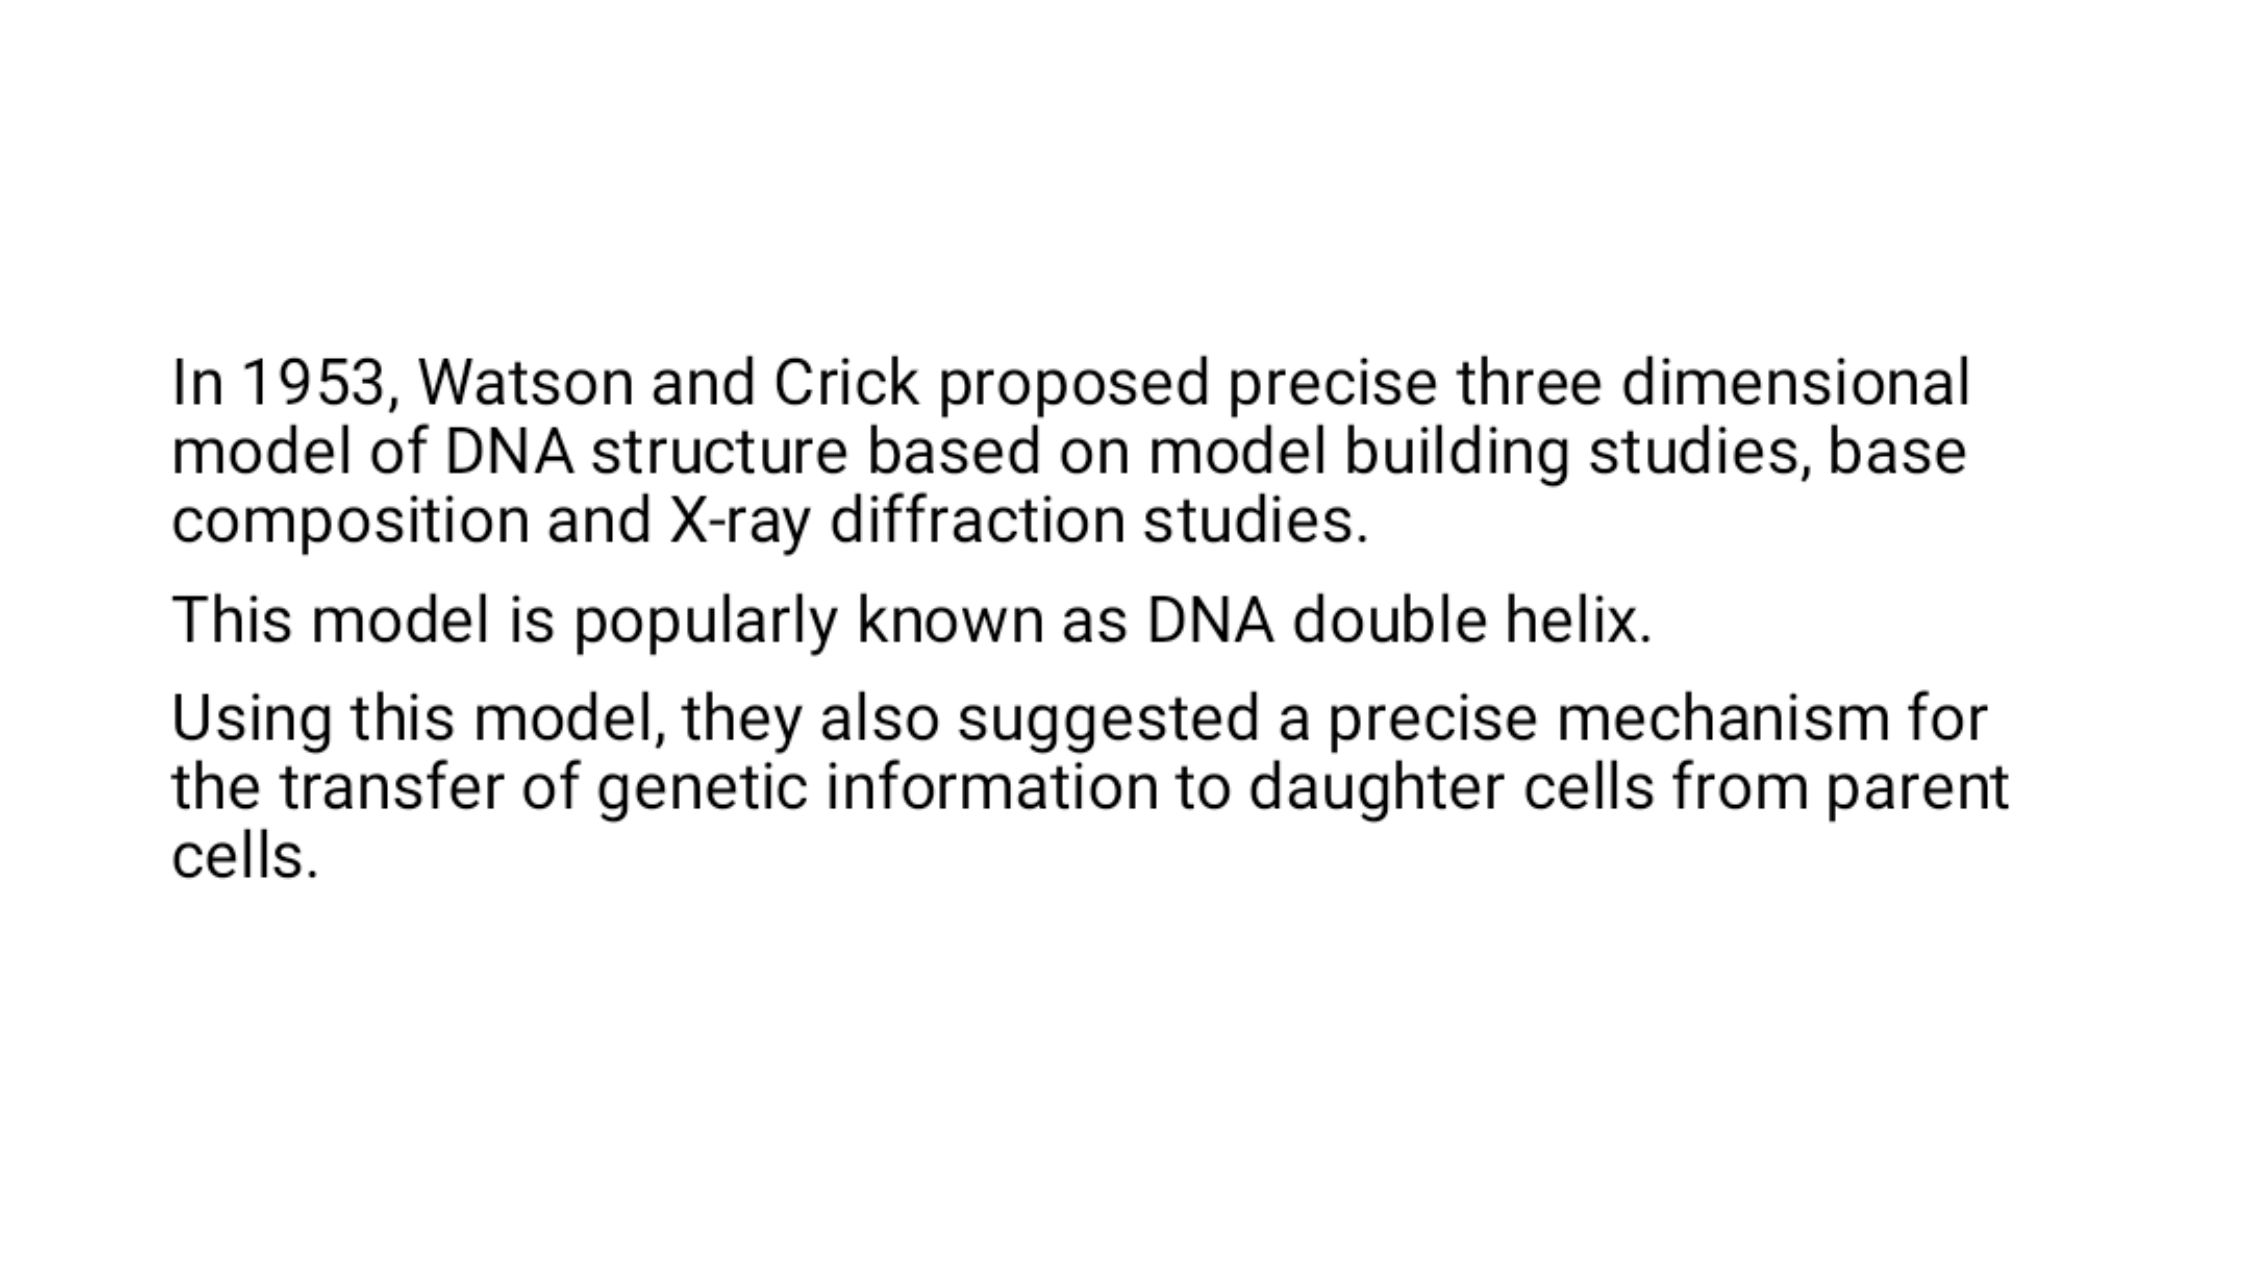 In 1953, Watson and Crick proposed precise three dimensional
model of DNA structure based on model building studies, base
composition and X-ray diffraction studies.
This model is popularly known as DNA double helix.
Using this model, they also suggested a precise mechanism for
the transfer of genetic information to daughter cells from parent
cells.